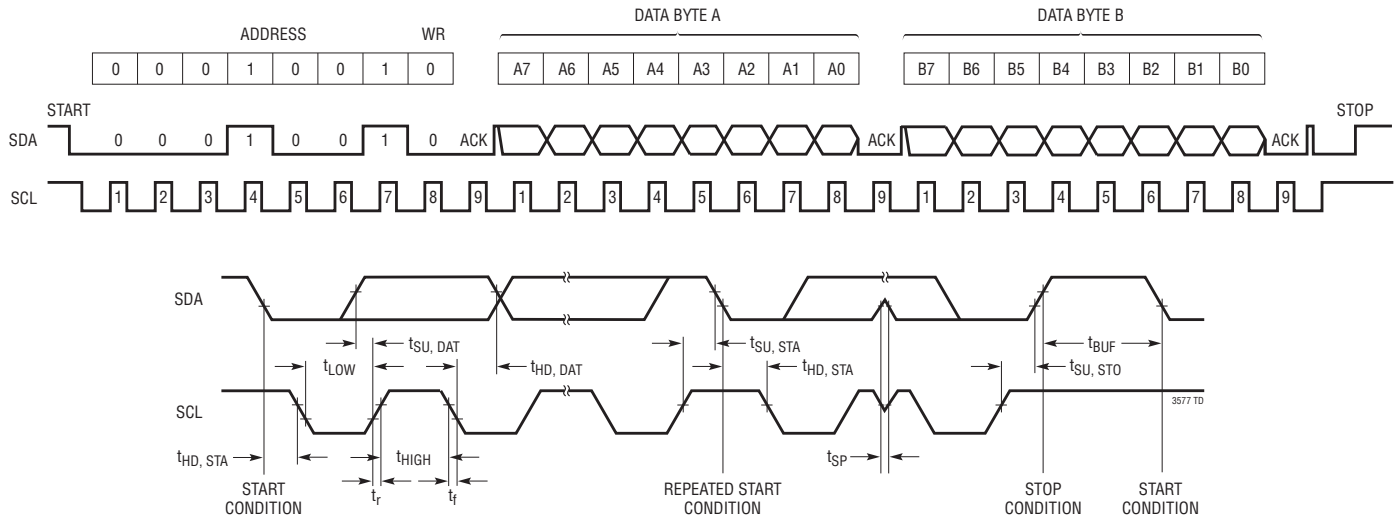 DATA BYTE A DATA BYTE B
ADDRESS WR
0 0 0 1 0 0 1 0 A7 A6 A5 A4 A3 A2 A1 A0 B7 B6 B5 B4 B3 B2 B1 B0
START STOP
SDA 0 0 0 1 0 0 1 0 ACK ACK ACK
SCL 1 2 3 4 5 6 7 8 9 1 2 3 4 5 6 7 8 9 1 2 3 4 5 6 7 8 9
SDA
tSU, DAT tSU, STA tBUF
tLOW tHD, DAT tHD, STA tSU, STO
SCL 3577 TD
tHD, STA tHIGH tSP
tr tf
START CONDITION REPEATED START CONDITION STOP CONDITION START CONDITION